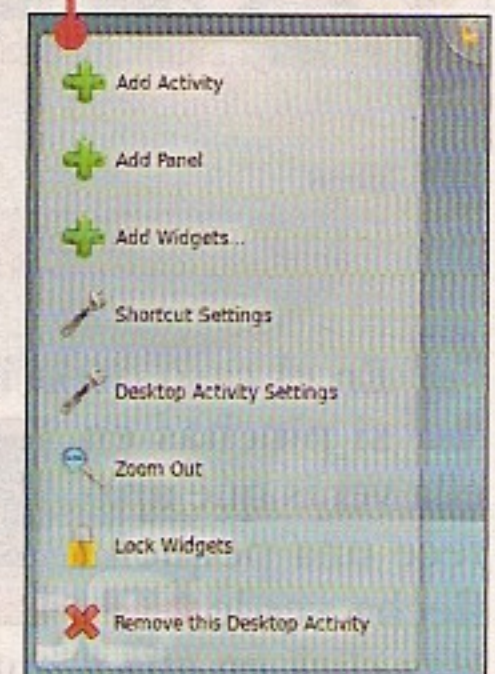 Add Activity
Add Panel
Add Widgets...
Shortcut Settings
Desktop Activity Settings
Zoom Out
Lock Widgets
Remove this Desktop Activity